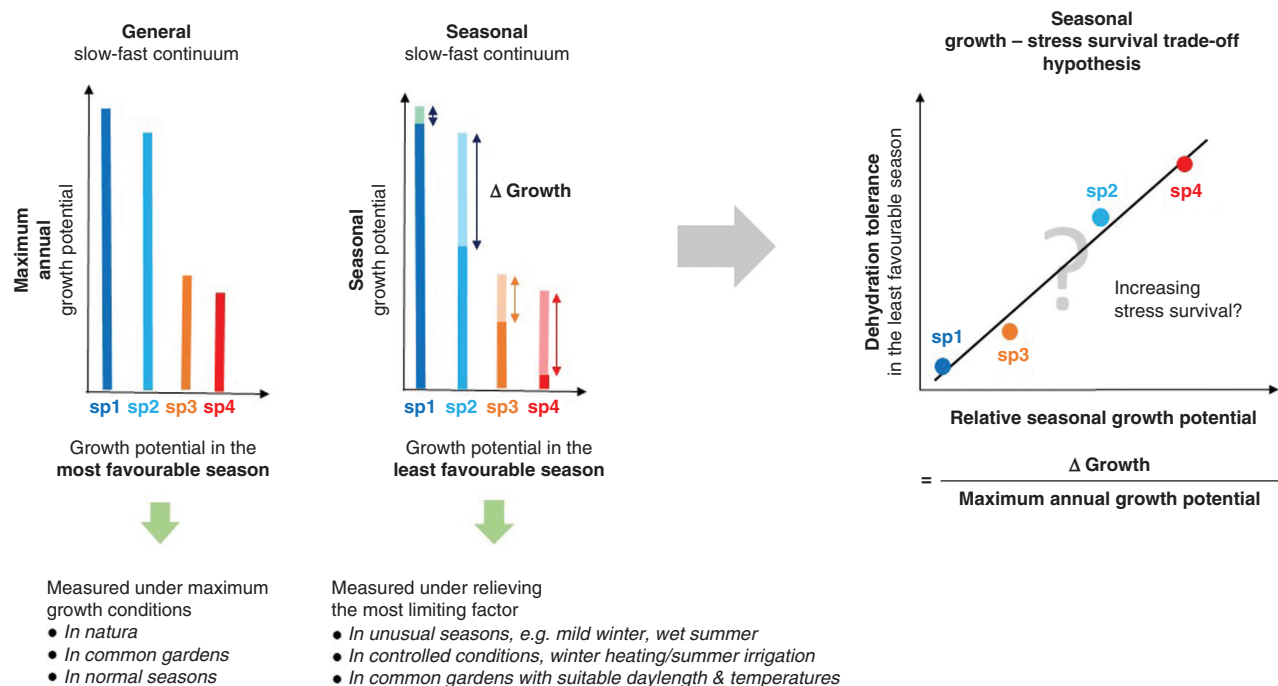 General
slow-fast continuum
Maximum
annual
growth potential
sp1 sp2 sp3 sp4
Growth potential in the
most favourable season
Measured under maximum
growth conditions
● In natura
● In common gardens
● In normal seasons
Seasonal
slow-fast continuum
Seasonal
growth potential
Δ Growth
sp1 sp2 sp3 sp4
Growth potential in the
least favourable season
Measured under relieving
the most limiting factor
● In unusual seasons, e.g. mild winter, wet summer
● In controlled conditions, winter heating/summer irrigation
● In common gardens with suitable daylength & temperatures
Seasonal
growth – stress survival trade-off
hypothesis
Dehydration tolerance
in the least favourable season
sp4
sp2
?
Increasing
stress survival?
sp1
sp3
Relative seasonal growth potential
= Δ Growth
Maximum annual growth potential